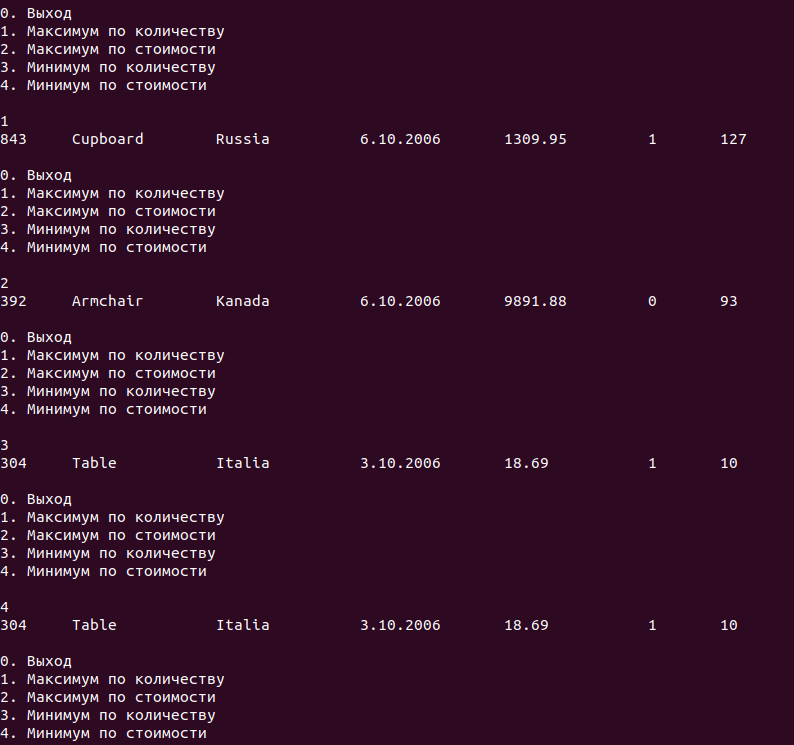 0. Выход
1. Максимум по количеству
2. Максимум по стоимости
3. Минимум по количеству
4. Минимум по стоимости
1
843 Cupboard Russia 6.10.2006 1309.95 1 127
0. Выход
1. Максимум по количеству
2. Максимум по стоимости
3. Минимум по количеству
4. Минимум по стоимости
2
392 Armchair Kanada 6.10.2006 9891.88 0 93
0. Выход
1. Максимум по количеству
2. Максимум по стоимости
3. Минимум по количеству
4. Минимум по стоимости
3
304 Table Italia 3.10.2006 18.69 1 10
0. Выход
1. Максимум по количеству
2. Максимум по стоимости
3. Минимум по количеству
4. Минимум по стоимости
4
304 Table Italia 3.10.2006 18.69 1 10
0. Выход
1. Максимум по количеству
2. Максимум по стоимости
3. Минимум по количеству
4. Минимум по стоимости